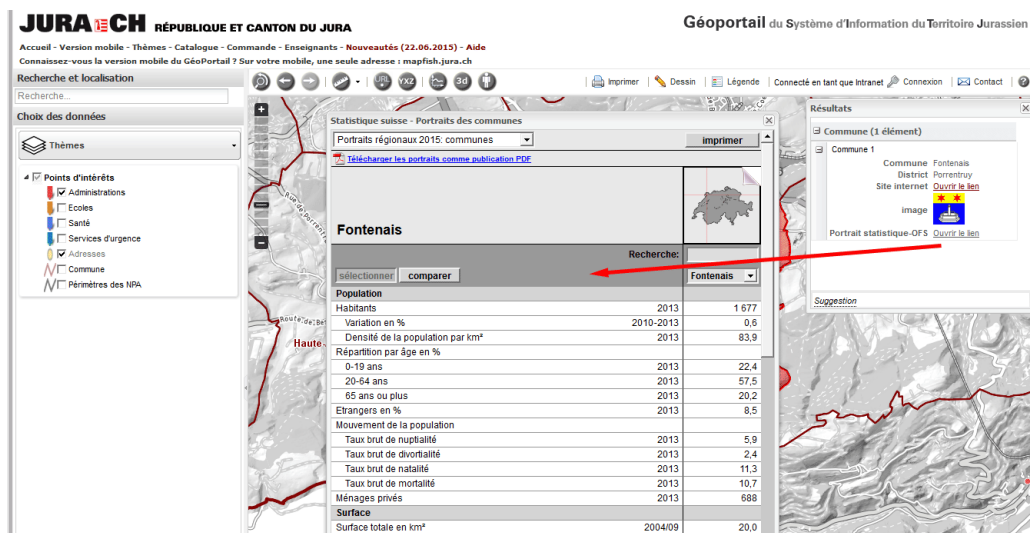 JURA CH RÉPUBLIQUE ET CANTON DU JURA
Géoportail du Système d'Information du Territoire Jurassien
Accueil - Version mobile - Thèmes - Catalogue - Commande - Enseignants - Nouveautés (22.06.2015) - Aide
Connaissez-vous la version mobile du GéoPortail ? Sur votre mobile, une seule adresse : mapfish.jura.ch
Recherche et localisation
Recherche...
Choix des données
Thèmes
Points d'intérêts
Administrations
Ecoles
Santé
Services d'urgence
Adresses
Commune
Périmètres des NPA
URL YXZ 3d
Imprimer Dessin Légende Connecté en tant que Intranet Connexion Contact
Rue de Porren
Route de Be
Haute
Statistique suisse - Portraits des communes
Portraits régionaux 2015: communes
imprimer
Télécharger les portraits comme publication PDF
Fontenais
Recherche:
sélectionner comparer Fontenais
Population
Habitants 2013 1 677
Variation en % 2010-2013 0,6
Densité de la population par km² 2013 83,9
Répartition par âge en %
0-19 ans 2013 22,4
20-64 ans 2013 57,5
65 ans ou plus 2013 20,2
Etrangers en % 2013 8,5
Mouvement de la population
Taux brut de nuptialité 2013 5,9
Taux brut de divortialité 2013 2,4
Taux brut de natalité 2013 11,3
Taux brut de mortalité 2013 10,7
Ménages privés 2013 688
Surface
Surface totale en km² 2004/09 20,0
Résultats
Commune (1 élément)
Commune 1
Commune Fontenais
District Porrentruy
Site internet Ouvrir le lien
image
Portrait statistique-OFS Ouvrir le lien
Suggestion